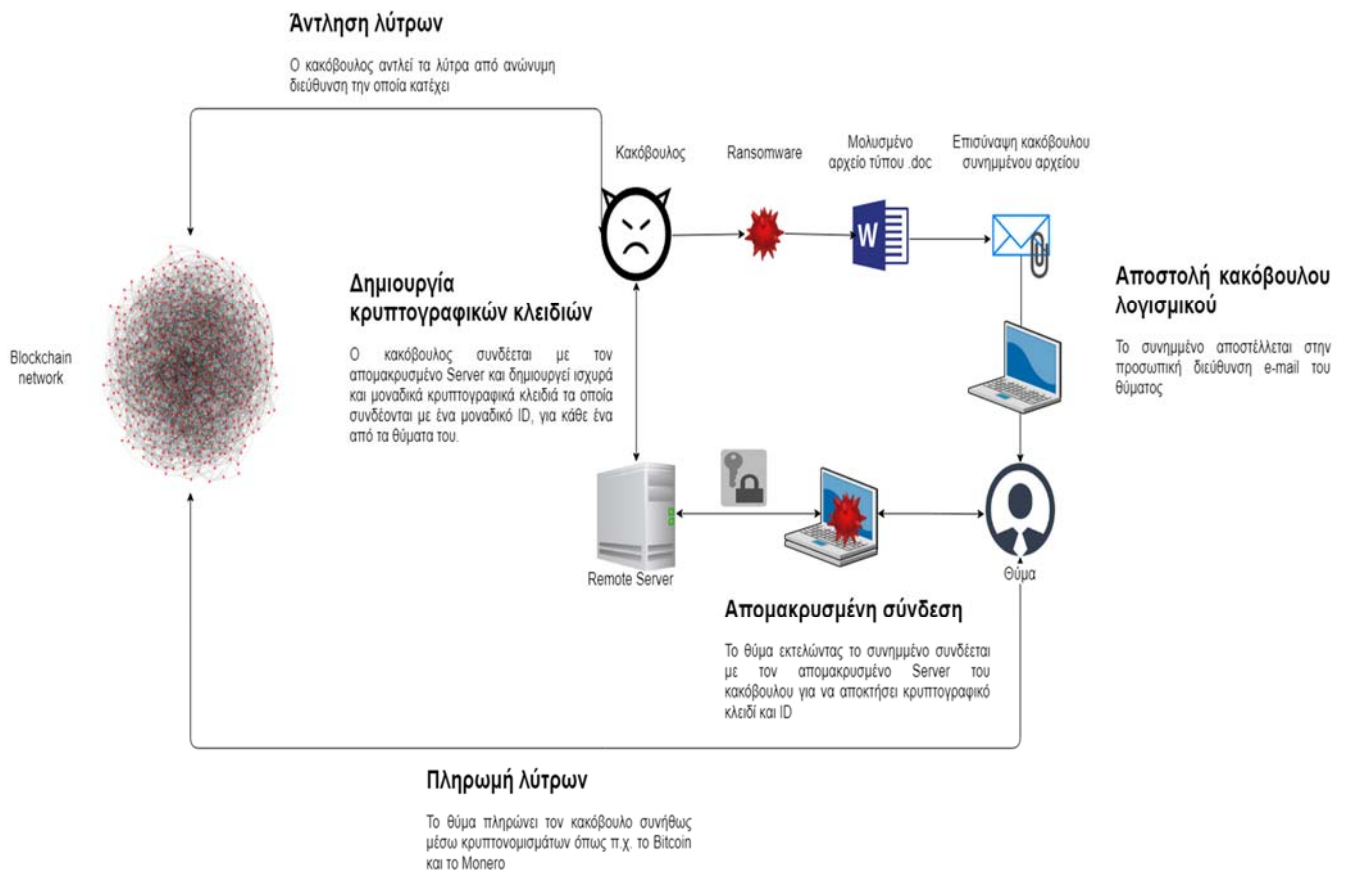 Άντληση λύτρων
Ο κακόβουλος αντλεί τα λύτρα από ανώνυμη
διεύθυνση την οποία κατέχει
Κακόβουλος
Ransomware
Μολυσμένο
αρχείο τύπου .doc
Επισύναψη κακόβουλου
συνημμένου αρχείου
W
Δημιουργία
κρυπτογραφικών κλειδιών
Ο κακόβουλος συνδέεται με τον
απομακρυσμένο Server και δημιουργεί ισχυρά
και μοναδικά κρυπτογραφικά κλειδιά τα οποία
συνδέονται με ένα μοναδικό ID, για κάθε ένα
από τα θύματα του.
Αποστολή κακόβουλου
λογισμικού
Το συνημμένο αποστέλλεται στην
προσωπική διεύθυνση e-mail του
θύματος
Blockchain
network
Remote Server
Θύμα
Απομακρυσμένη σύνδεση
Το θύμα εκτελώντας το συνημμένο συνδέεται
με τον απομακρυσμένο Server του
κακόβουλου για να αποκτήσει κρυπτογραφικό
κλειδί και ID
Πληρωμή λύτρων
Το θύμα πληρώνει τον κακόβουλο συνήθως
μέσω κρυπτονομισμάτων όπως π.χ. το Bitcoin
και το Monero